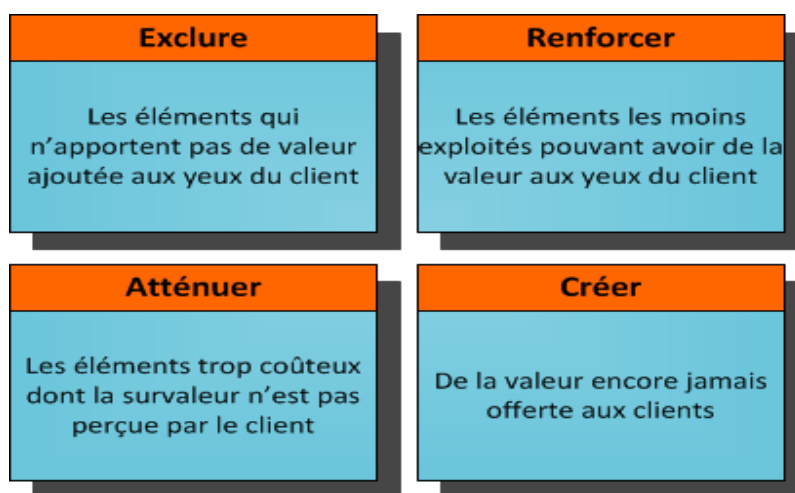 Exclure
Les éléments qui
n’apportent pas de valeur
ajoutée aux yeux du client
Renforcer
Les éléments les moins
exploités pouvant avoir de la
valeur aux yeux du client
Atténuer
Les éléments trop coûteux
dont la survaleur n’est pas
perçue par le client
Créer
De la valeur encore jamais
offerte aux clients